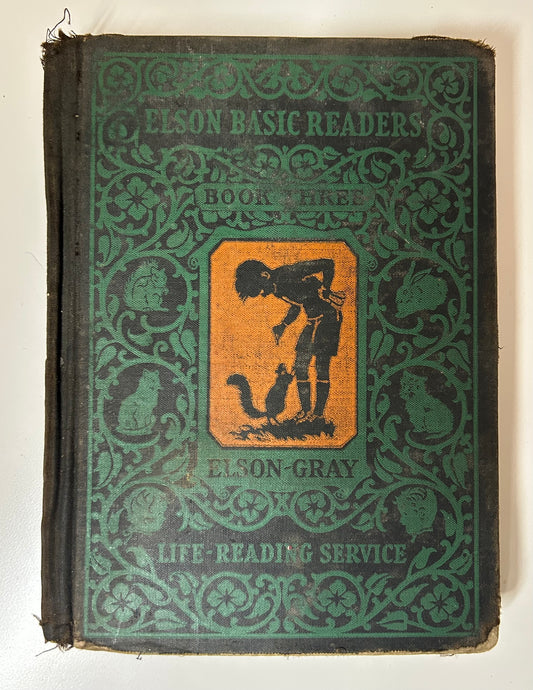 ELSON BASIC READERS
BOOK THREE
ELSON-GRAY
LIFE-READING SERVICE